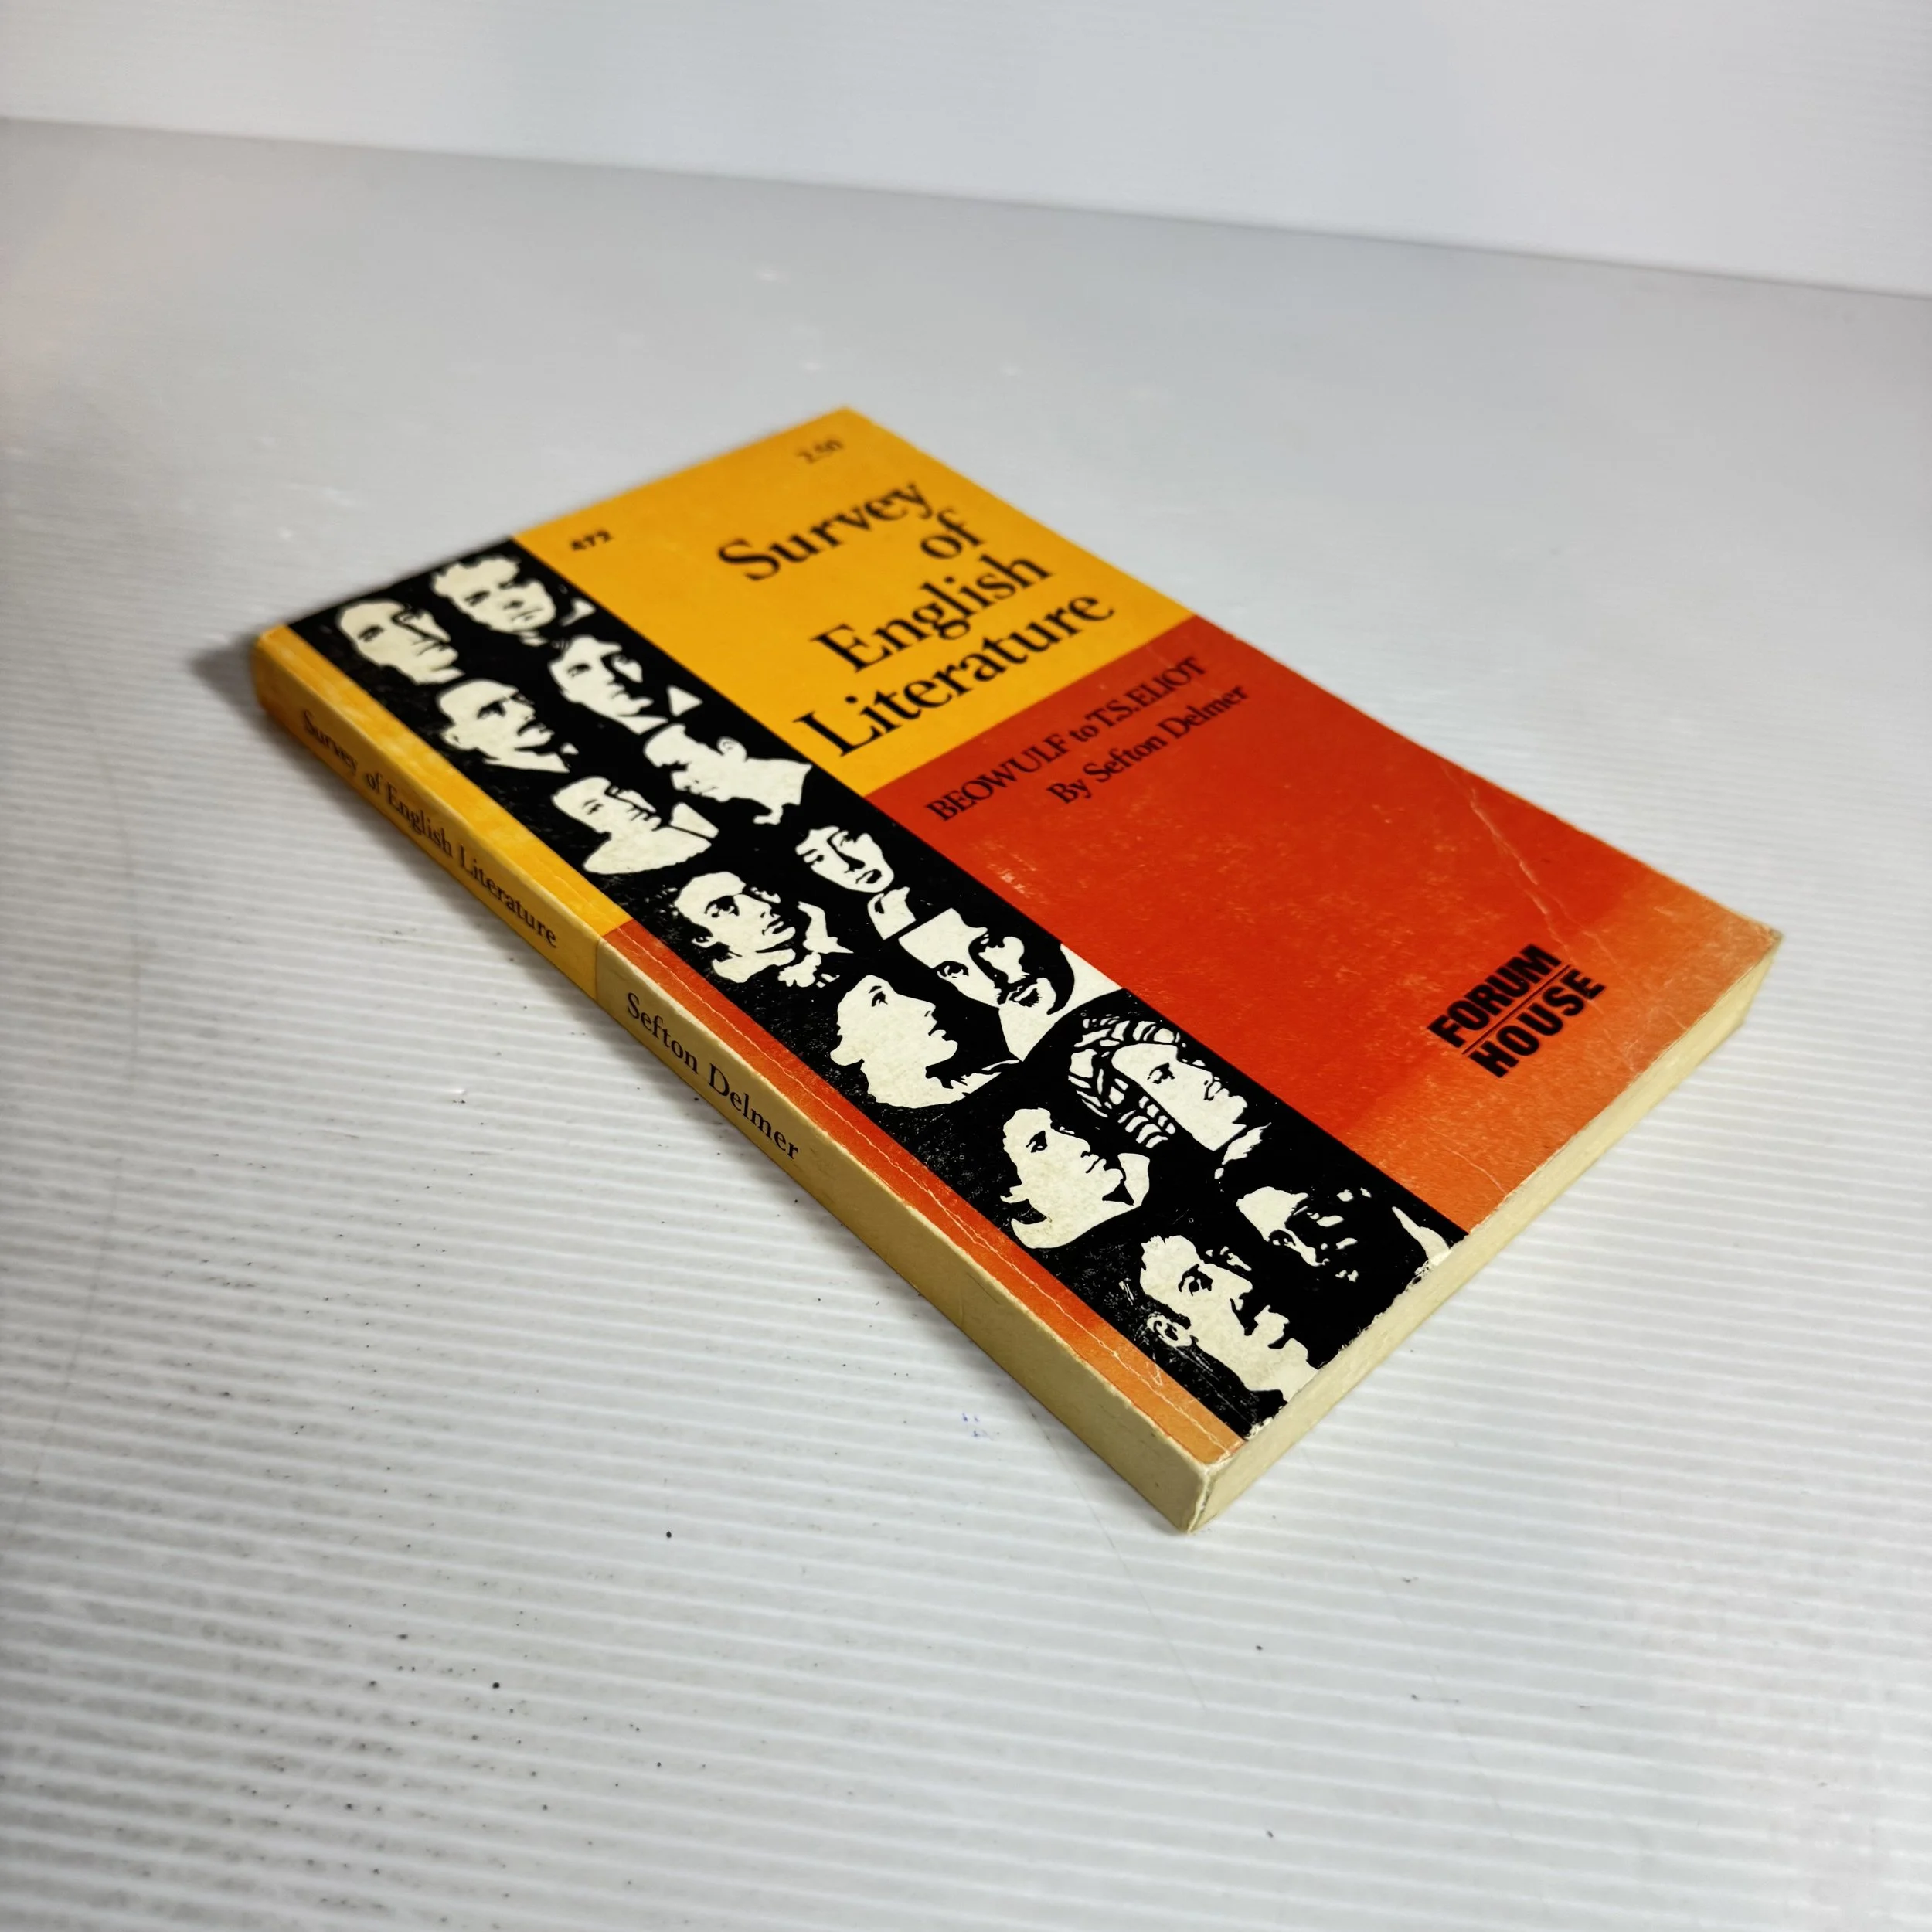 472
2.50
Survey
of
English
Literature
BEOWULF to T.S.ELIOT
By Sefton Delmer
FORUM
HOUSE
Survey of English Literature
Sefton Delmer